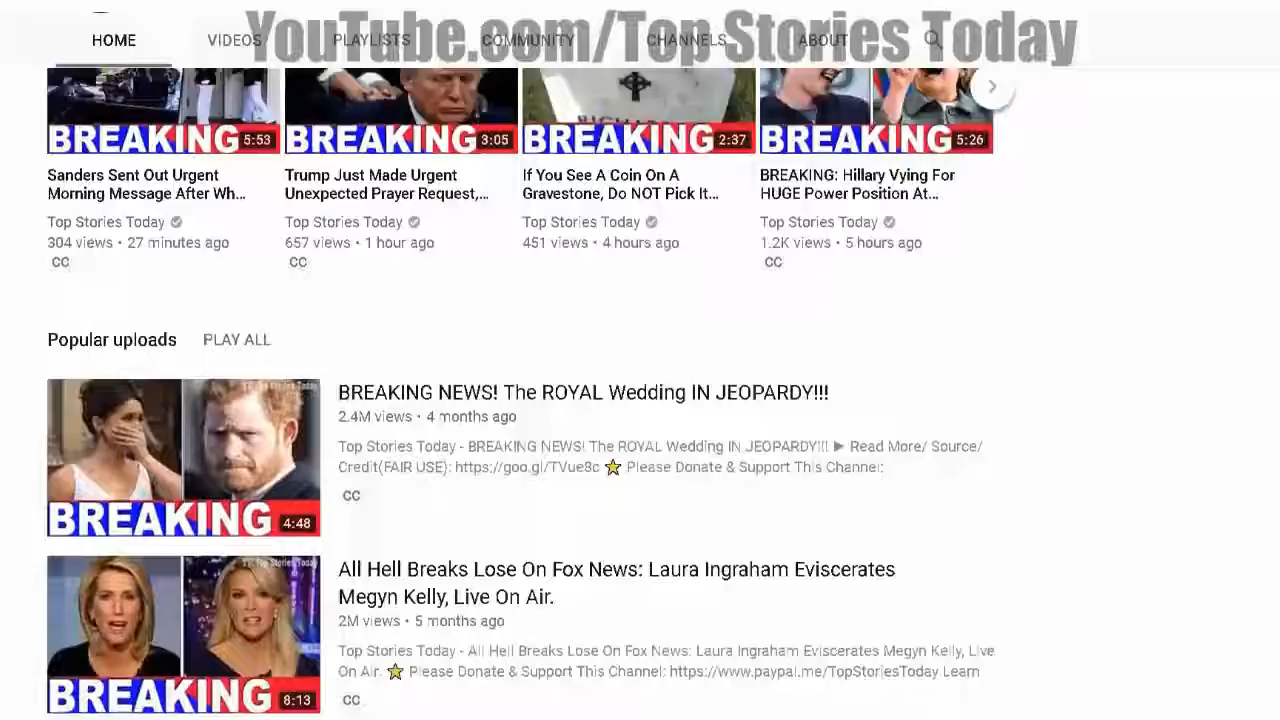 YouTube.com/Top Stories Today
HOME VIDEOS PLAYLISTS COMMUNITY CHANNELS ABOUT
BREAKING 5:53 BREAKING 3:05 BREAKING 2:37 BREAKING 5:26
Sanders Sent Out Urgent
Morning Message After Wh...
Top Stories Today
304 views • 27 minutes ago
CC
Trump Just Made Urgent
Unexpected Prayer Request,...
Top Stories Today
657 views • 1 hour ago
CC
If You See A Coin On A
Gravestone, Do NOT Pick It...
Top Stories Today
451 views • 4 hours ago
BREAKING: Hillary Vying For
HUGE Power Position At...
Top Stories Today
1.2K views • 5 hours ago
CC
Popular uploads PLAY ALL
BREAKING 4:48
BREAKING NEWS! The ROYAL Wedding IN JEOPARDY!!!
2.4M views • 4 months ago
Top Stories Today - BREAKING NEWS! The ROYAL Wedding IN JEOPARDY!!! ► Read More/ Source/
Credit(FAIR USE): https://goo.gl/TVue8c ⭐ Please Donate & Support This Channel:
CC
YT: Top Stories Today
BREAKING 8:13
All Hell Breaks Lose On Fox News: Laura Ingraham Eviscerates
Megyn Kelly, Live On Air.
2M views • 5 months ago
Top Stories Today - All Hell Breaks Lose On Fox News: Laura Ingraham Eviscerates Megyn Kelly, Live
On Air. ⭐ Please Donate & Support This Channel: https://www.paypal.me/TopStoriesToday Learn
CC